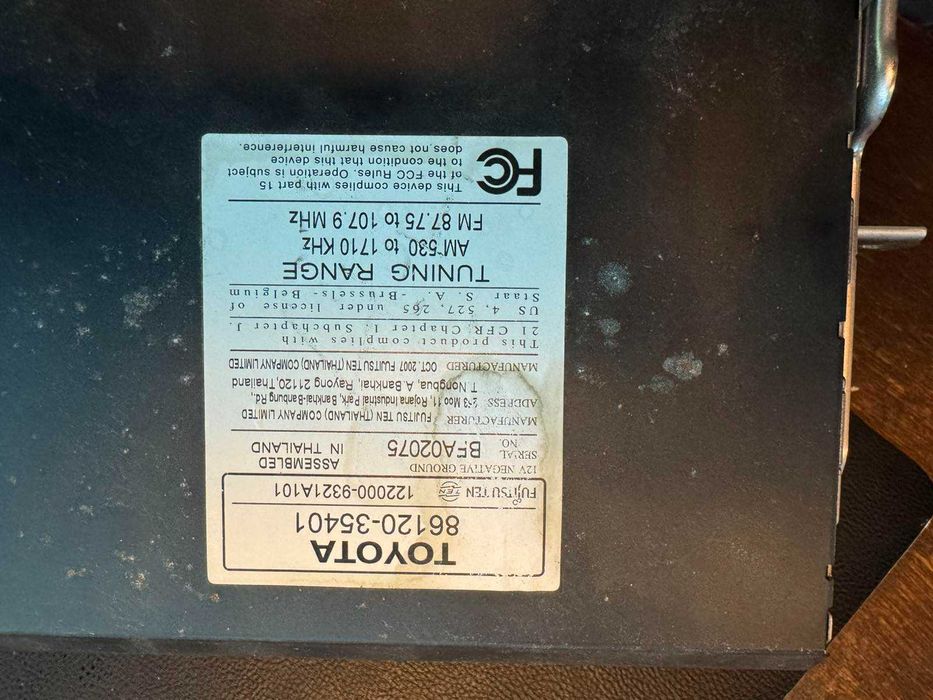 TOYOTA
86120-35401
FUJITSU TEN TEN 122000-9321A101
12V NEGATIVE GROUND
SERIAL NO. BFA02075
ASSEMBLED IN THAILAND
MANUFACTURER FUJITSU TEN (THAILAND) COMPANY LIMITED
ADDRESS 2-3 Moo 11, Rojana Industrial Park, Bankhai-Banbung Rd.,
T.Nongbua, A.Bankhai, Rayong 21120,Thailand
MANUFACTURED OCT. 2007 FUJITSU TEN (THAILAND) COMPANY LIMITED
This product complies with
21 CFR Chapter I, Subchapter J.
US 4, 527, 265 under license of
Staar S. A. -Brussels- Belgium
TUNING RANGE
AM 530 to 1710 KHz
FM 87.75 to 107.9 MHz
FC
This device complies with part 15
of the FCC Rules. Operation is subject
to the condition that this device
does not cause harmful interference.